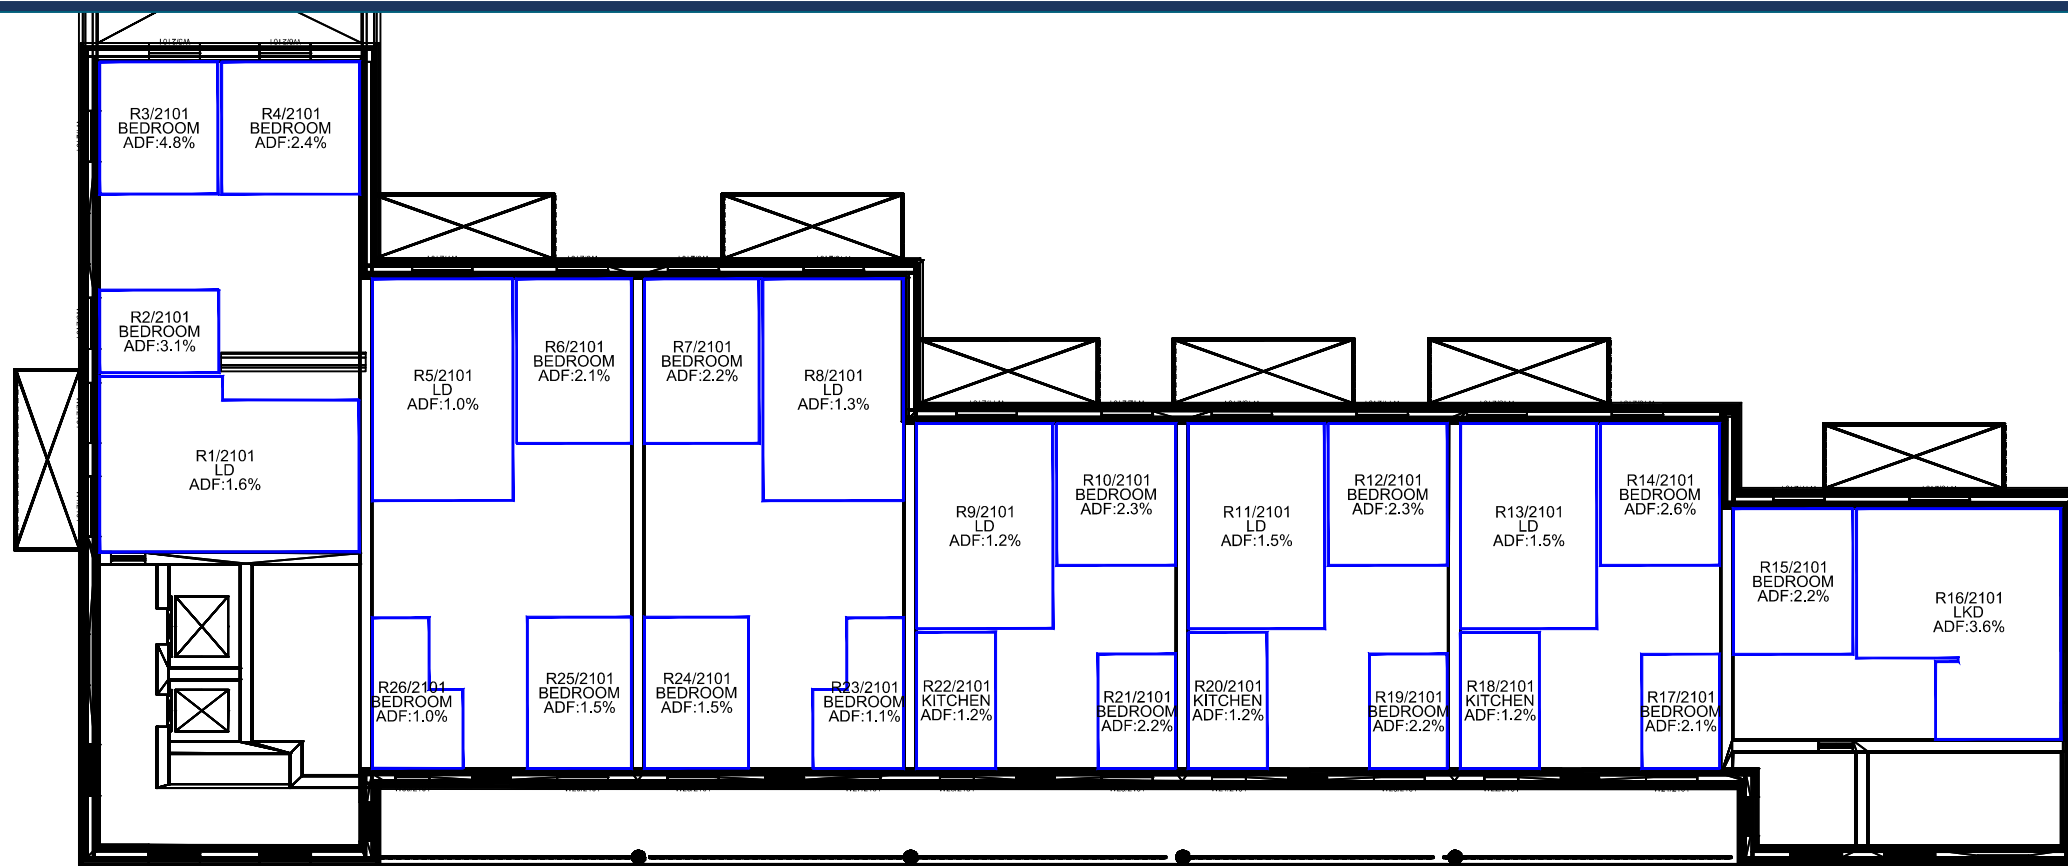 R3/2101
BEDROOM
ADF:4.8%
R4/2101
BEDROOM
ADF:2.4%
R2/2101
BEDROOM
ADF:3.1%
R1/2101
LD
ADF:1.6%
R5/2101
LD
ADF:1.0%
R6/2101
BEDROOM
ADF:2.1%
R7/2101
BEDROOM
ADF:2.2%
R8/2101
LD
ADF:1.3%
R9/2101
LD
ADF:1.2%
R10/2101
BEDROOM
ADF:2.3%
R11/2101
LD
ADF:1.5%
R12/2101
BEDROOM
ADF:2.3%
R13/2101
LD
ADF:1.5%
R14/2101
BEDROOM
ADF:2.6%
R15/2101
BEDROOM
ADF:2.2%
R16/2101
LKD
ADF:3.6%
R26/2101
BEDROOM
ADF:1.0%
R25/2101
BEDROOM
ADF:1.5%
R24/2101
BEDROOM
ADF:1.5%
R23/2101
BEDROOM
ADF:1.1%
R22/2101
KITCHEN
ADF:1.2%
R21/2101
BEDROOM
ADF:2.2%
R20/2101
KITCHEN
ADF:1.2%
R19/2101
BEDROOM
ADF:2.2%
R18/2101
KITCHEN
ADF:1.2%
R17/2101
BEDROOM
ADF:2.1%